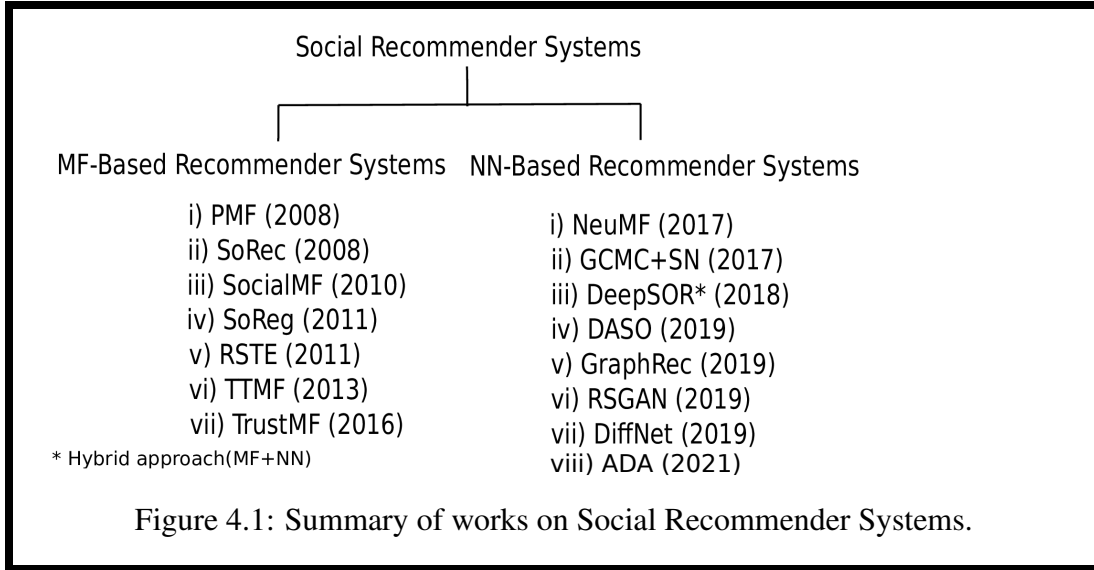 Social Recommender Systems
MF-Based Recommender Systems
i) PMF (2008)
ii) SoRec (2008)
iii) SocialMF (2010)
iv) SoReg (2011)
v) RSTE (2011)
vi) TTMF (2013)
vii) TrustMF (2016)
* Hybrid approach(MF+NN)
NN-Based Recommender Systems
i) NeuMF (2017)
ii) GCMC+SN (2017)
iii) DeepSOR* (2018)
iv) DASO (2019)
v) GraphRec (2019)
vi) RSGAN (2019)
vii) DiffNet (2019)
viii) ADA (2021)
Figure 4.1: Summary of works on Social Recommender Systems.